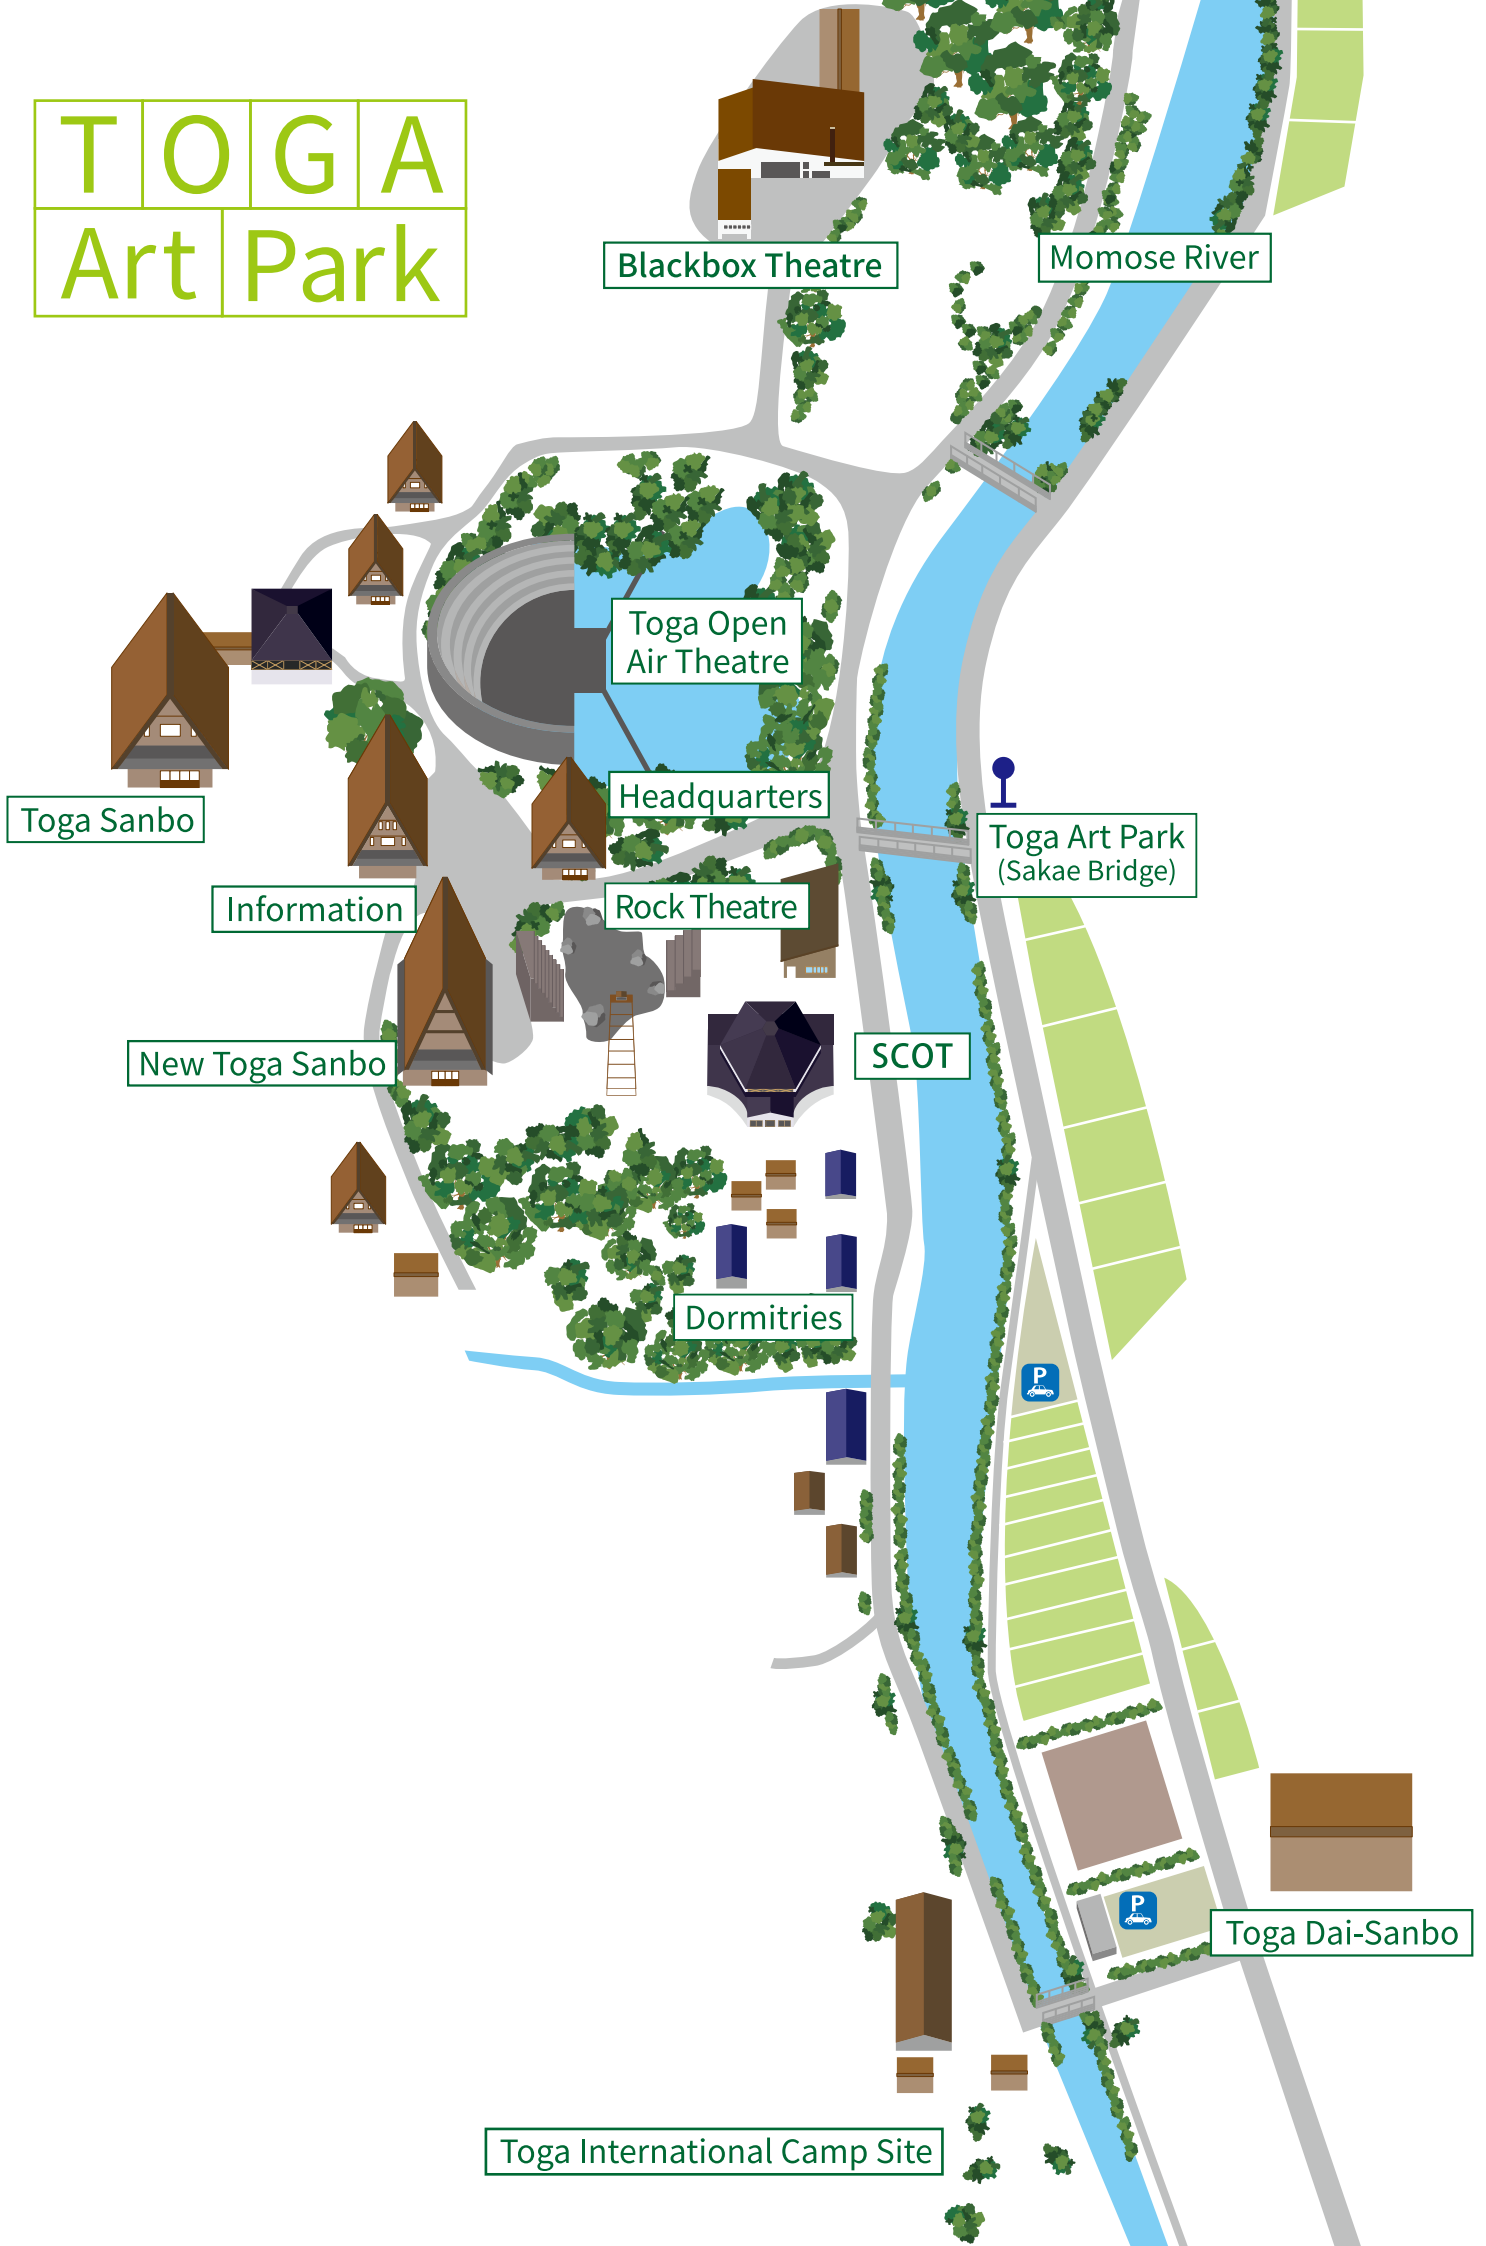 TOGA
Art Park
Blackbox Theatre
Momose River
Toga Open
Air Theatre
Headquarters
Toga Sanbo
Toga Art Park
(Sakae Bridge)
Information
Rock Theatre
New Toga Sanbo
SCOT
Dormitries
P
P
Toga Dai-Sanbo
Toga International Camp Site